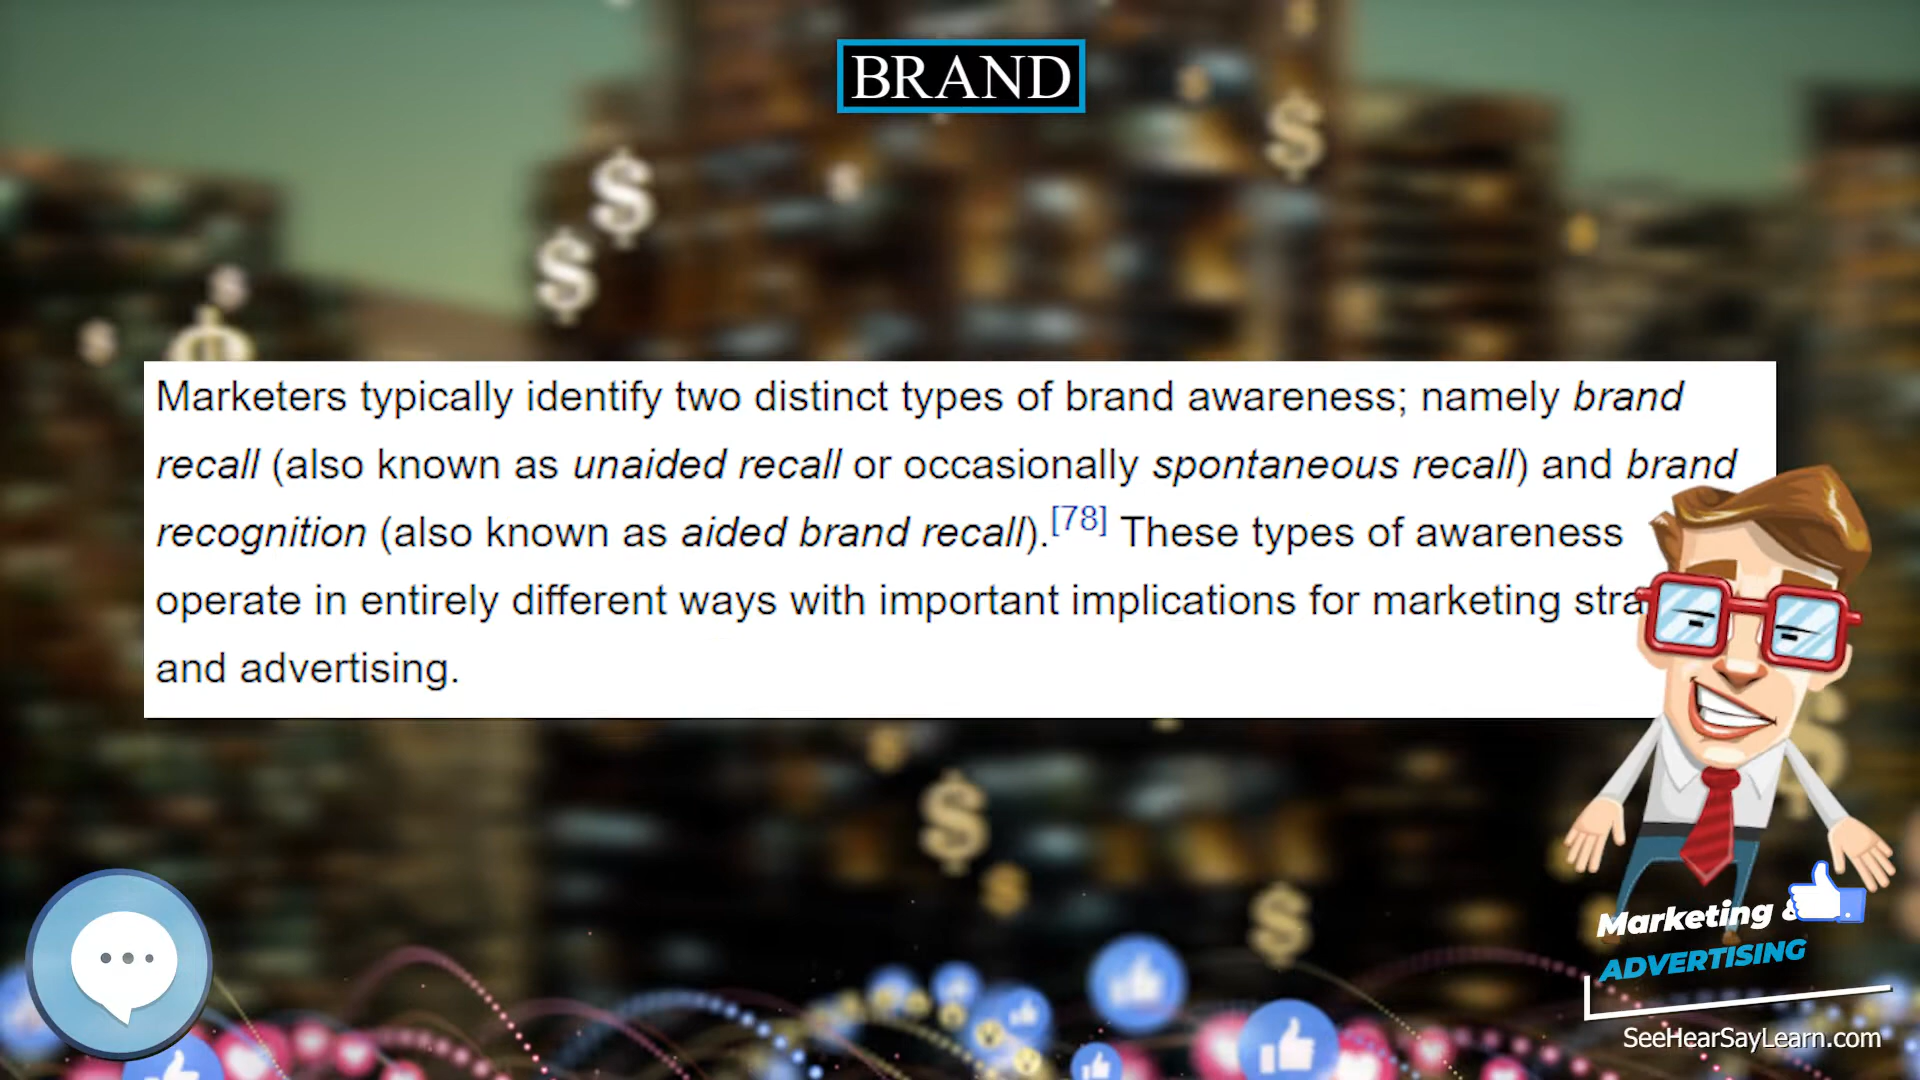 BRAND
Marketers typically identify two distinct types of brand awareness; namely brand
recall (also known as unaided recall or occasionally spontaneous recall) and brand
recognition (also known as aided brand recall).[78] These types of awareness
operate in entirely different ways with important implications for marketing
and advertising.
Marketing
ADVERTISING
SeeHearSayLearn.com